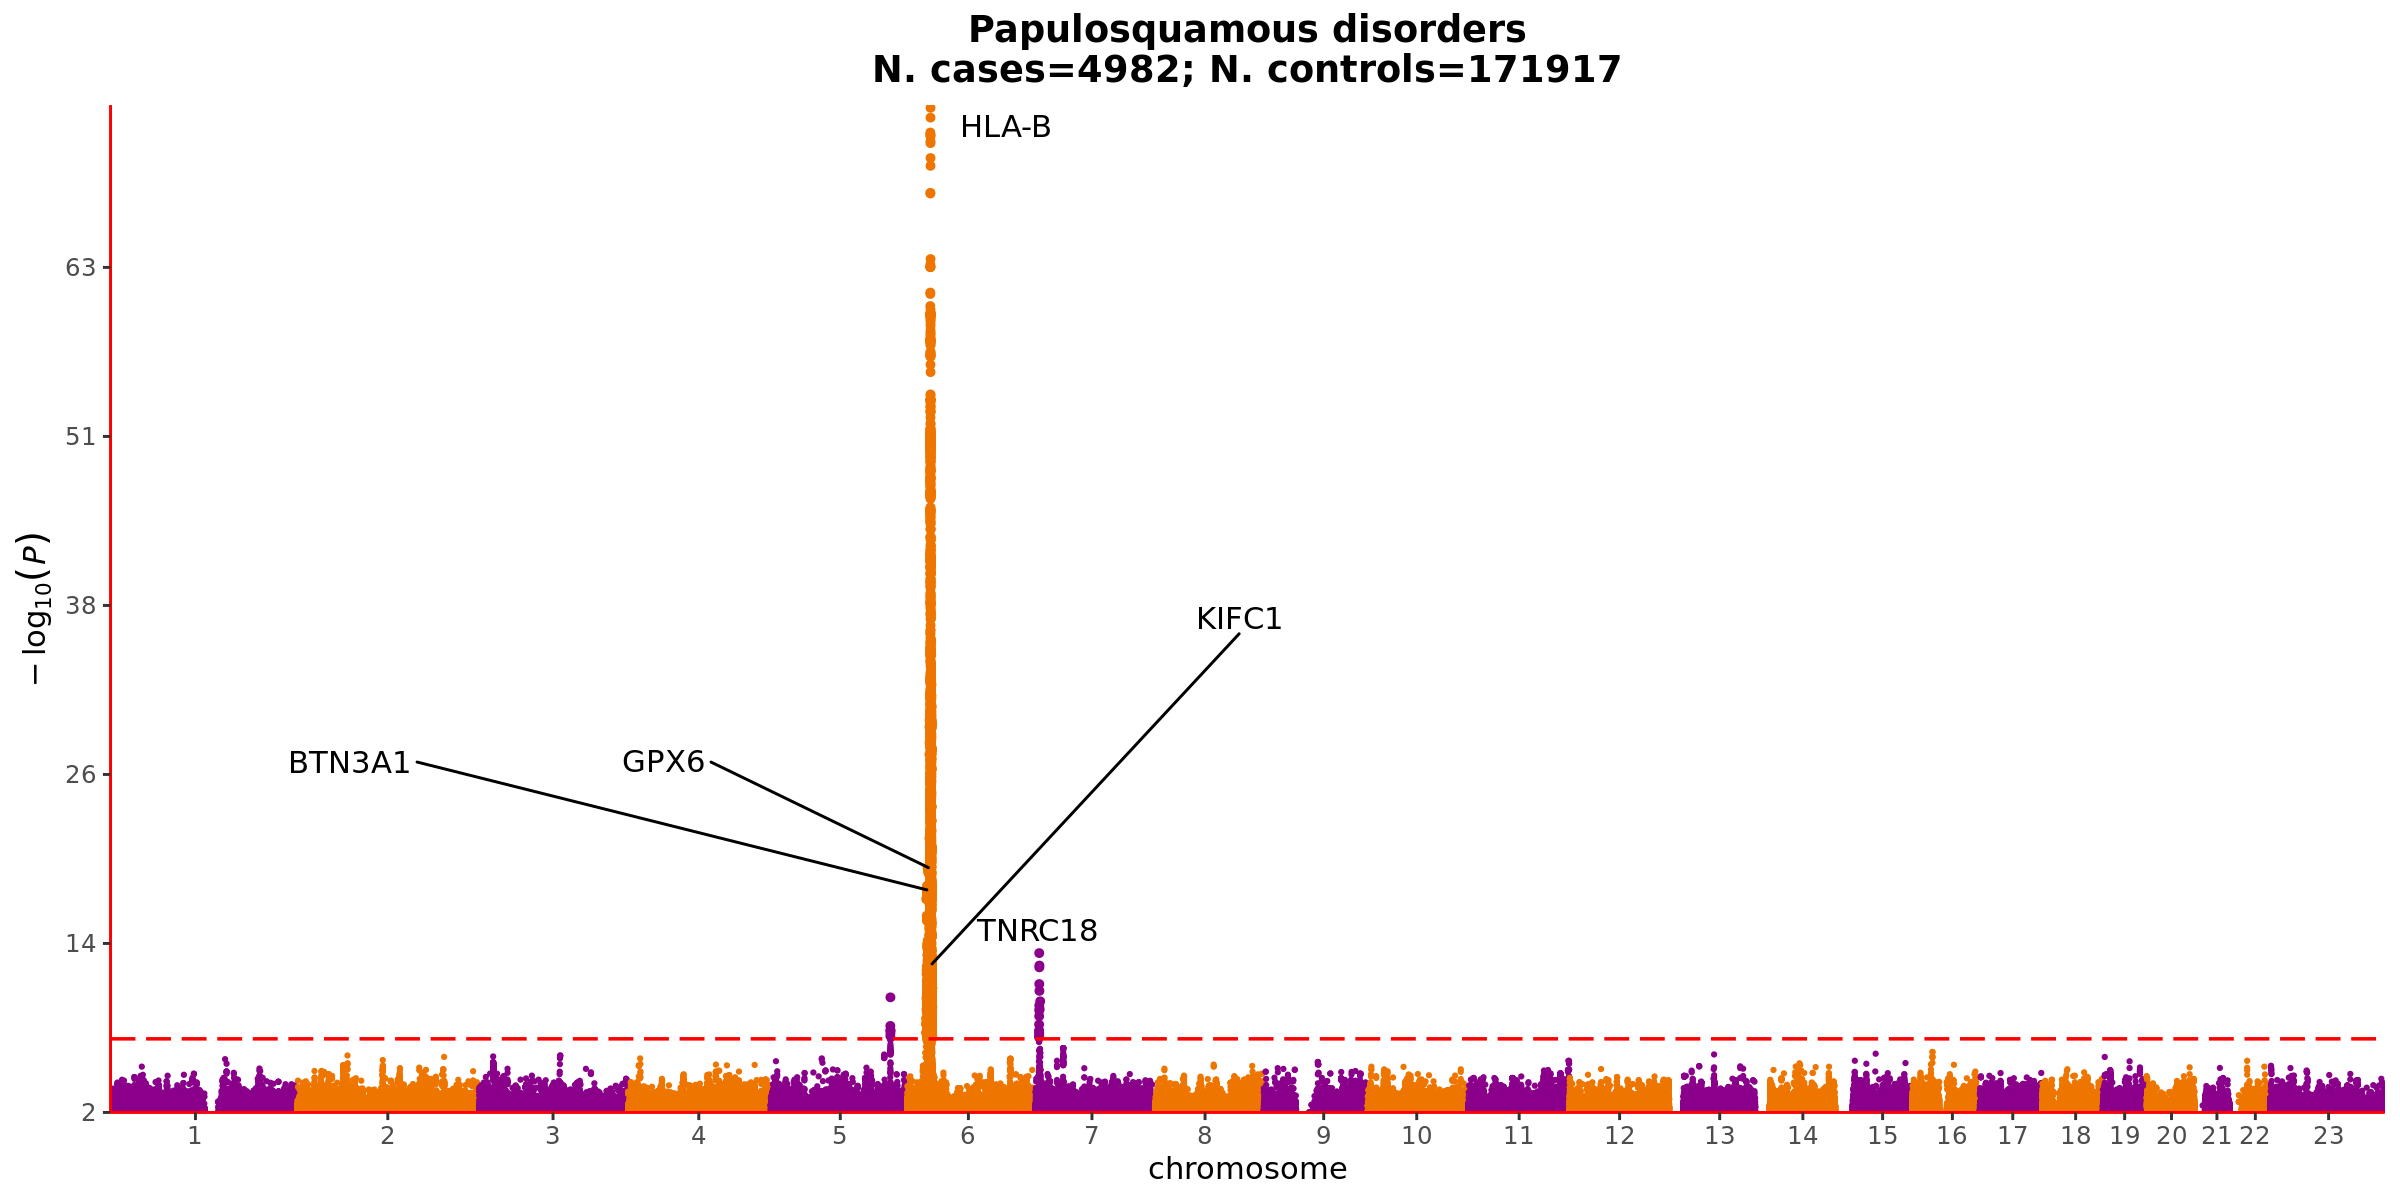 Papulosquamous disorders
N. cases=4982; N. controls=171917
HLA-B
63
51
− log10(P)
38
KIFC1
BTN3A1
GPX6
26
TNRC18
14
2
1 2 3 4 5 6 7 8 9 10 11 12 13 14 15 16 17 18 19 20 21 22 23
chromosome